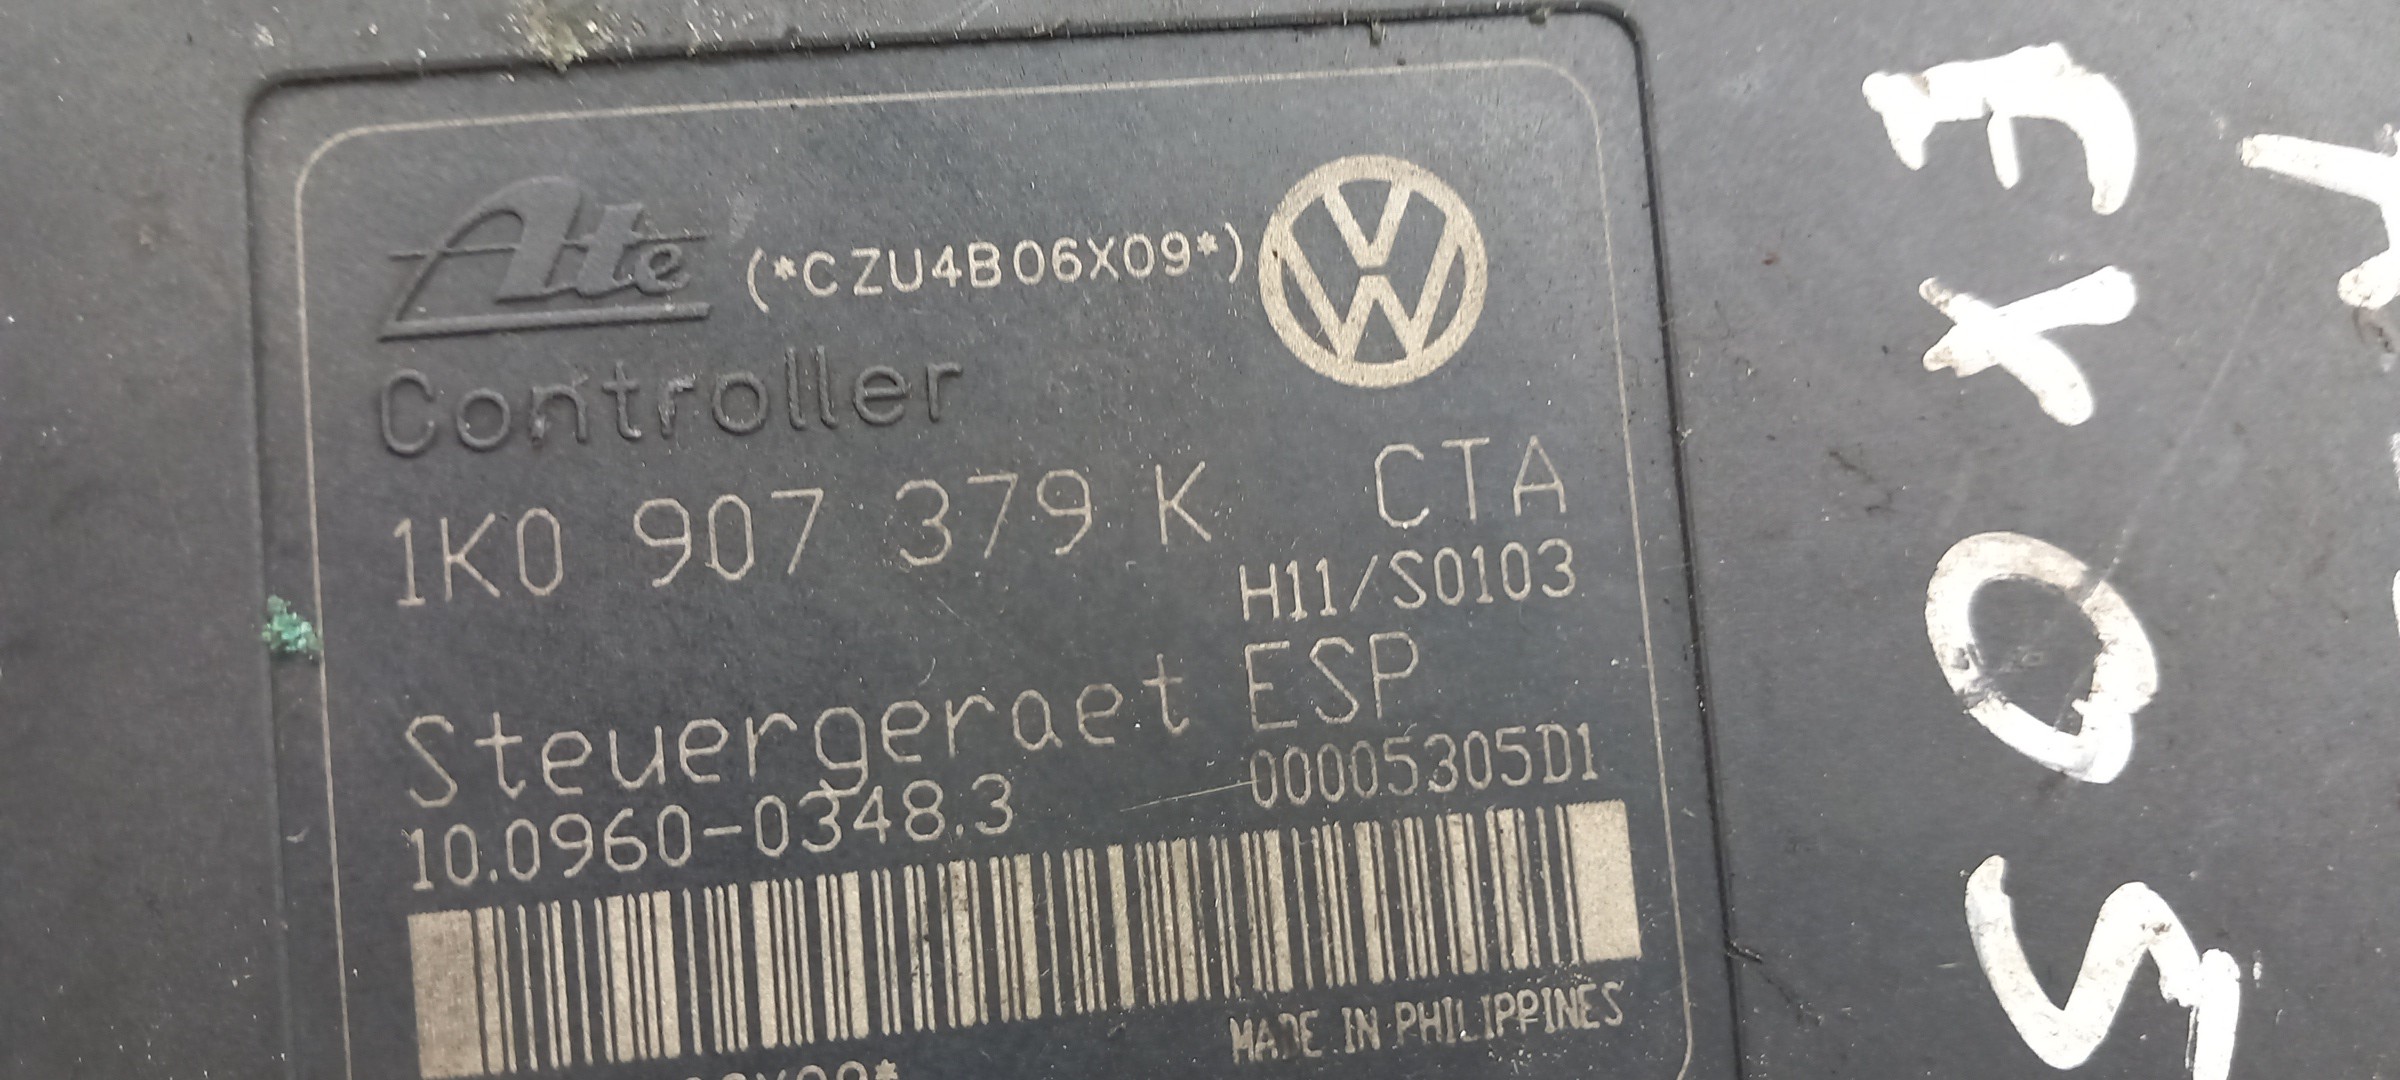 Ate (*CZU4B06X09*)
Controller
1K0 907 379 K CTA
H11/S0103
Steuergeraet ESP
10.0960-0348.3 00005305D1
MADE IN PHILIPPINES
X09*